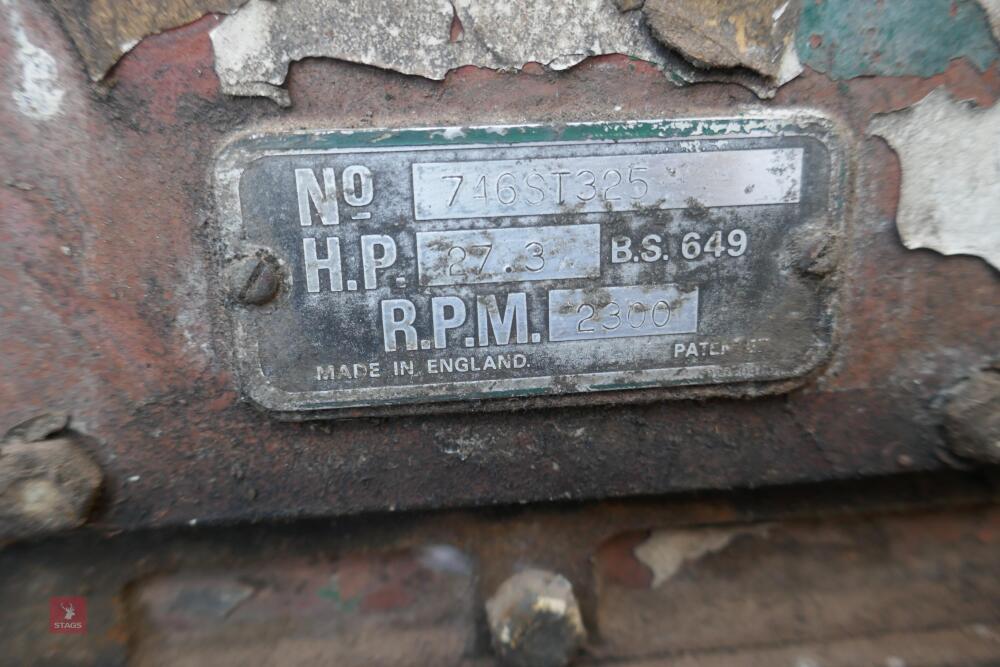 Nº 746ST325
H.P. 27.3 B.S. 649
R.P.M. 2300
MADE IN ENGLAND.
STAGS